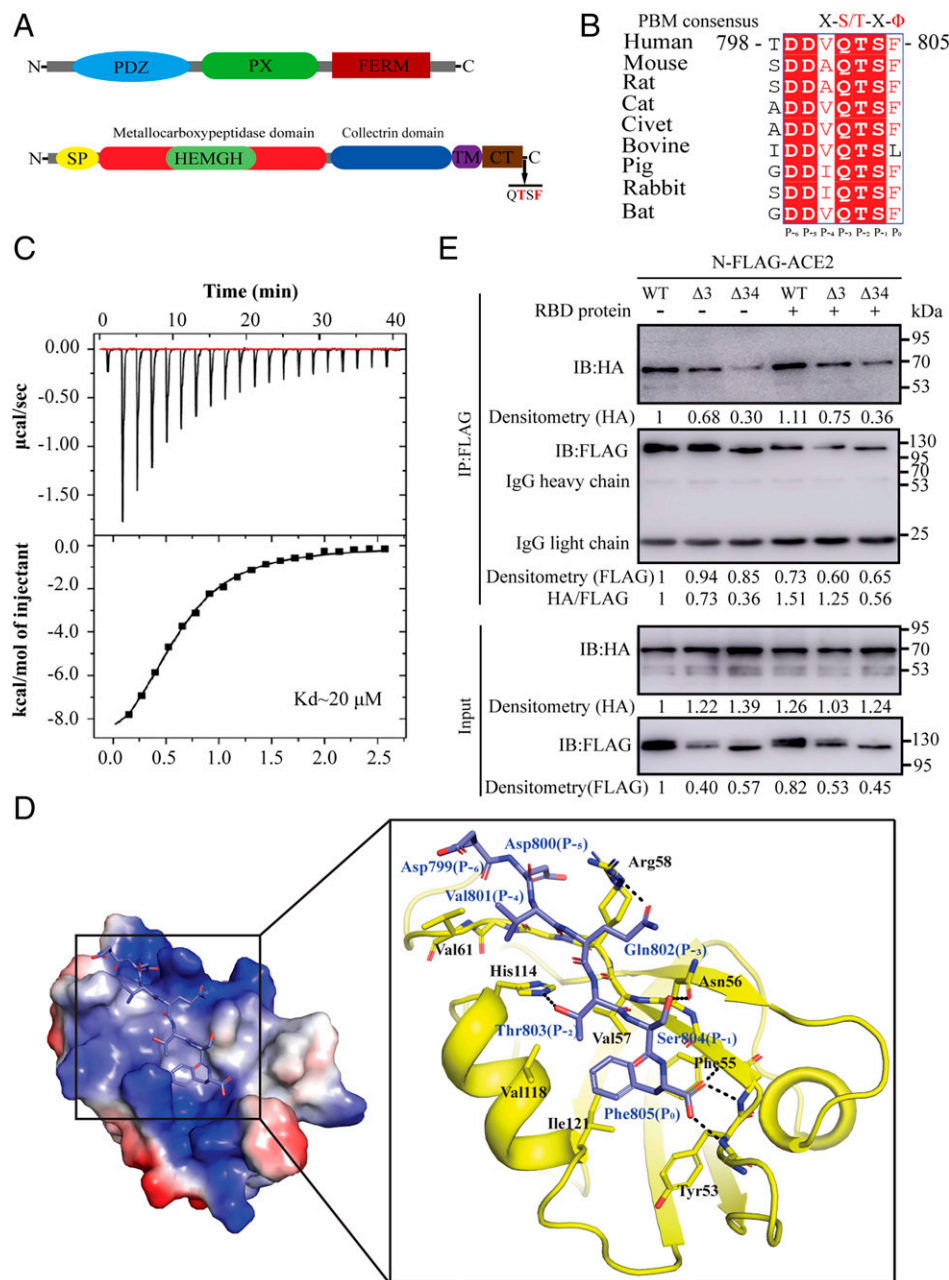 A
N- PDZ PX FERM -C
Metallocarboxypeptidase domain Collectrin domain
N- SP HEMGH TM CT -C
QTSF
B
PBM consensus X-S/T-X-Φ
Human 798 - T DDVQTSF - 805
Mouse S DDAQTSF
Rat S DDAQTSF
Cat A DDVQTSF
Civet A DDVQTSF
Bovine I DDVQTSL
Pig G DDIQTSF
Rabbit S DDIQTSF
Bat G DDVQTSF
P-6 P-5 P-4 P-3 P-2 P-1 P0
C
Time (min)
0 10 20 30 40
0.00
-0.50
-1.00
-1.50
μcal/sec
0.0
-2.0
-4.0
-6.0
-8.0
kcal/mol of injectant
Kd~20 μM
0.0 0.5 1.0 1.5 2.0 2.5
E
N-FLAG-ACE2
WT Δ3 Δ34 WT Δ3 Δ34
RBD protein - - - + + + kDa
IP:FLAG
IB:HA
95
70
53
Densitometry (HA) 1 0.68 0.30 1.11 0.75 0.36
IB:FLAG
IgG heavy chain
IgG light chain
130
95
70
53
25
Densitometry (FLAG) 1 0.94 0.85 0.73 0.60 0.65
HA/FLAG 1 0.73 0.36 1.51 1.25 0.56
Input
IB:HA
95
70
53
Densitometry (HA) 1 1.22 1.39 1.26 1.03 1.24
IB:FLAG
130
95
Densitometry(FLAG) 1 0.40 0.57 0.82 0.53 0.45
D
Asp800(P-5)
Asp799(P-6)
Arg58
Val801(P-4)
Val61
Gln802(P-3)
His114
Asn56
Thr803(P-2)
Val57
Ser804(P-1)
Phe55
Val118
Phe805(P0)
Ile121
Tyr53